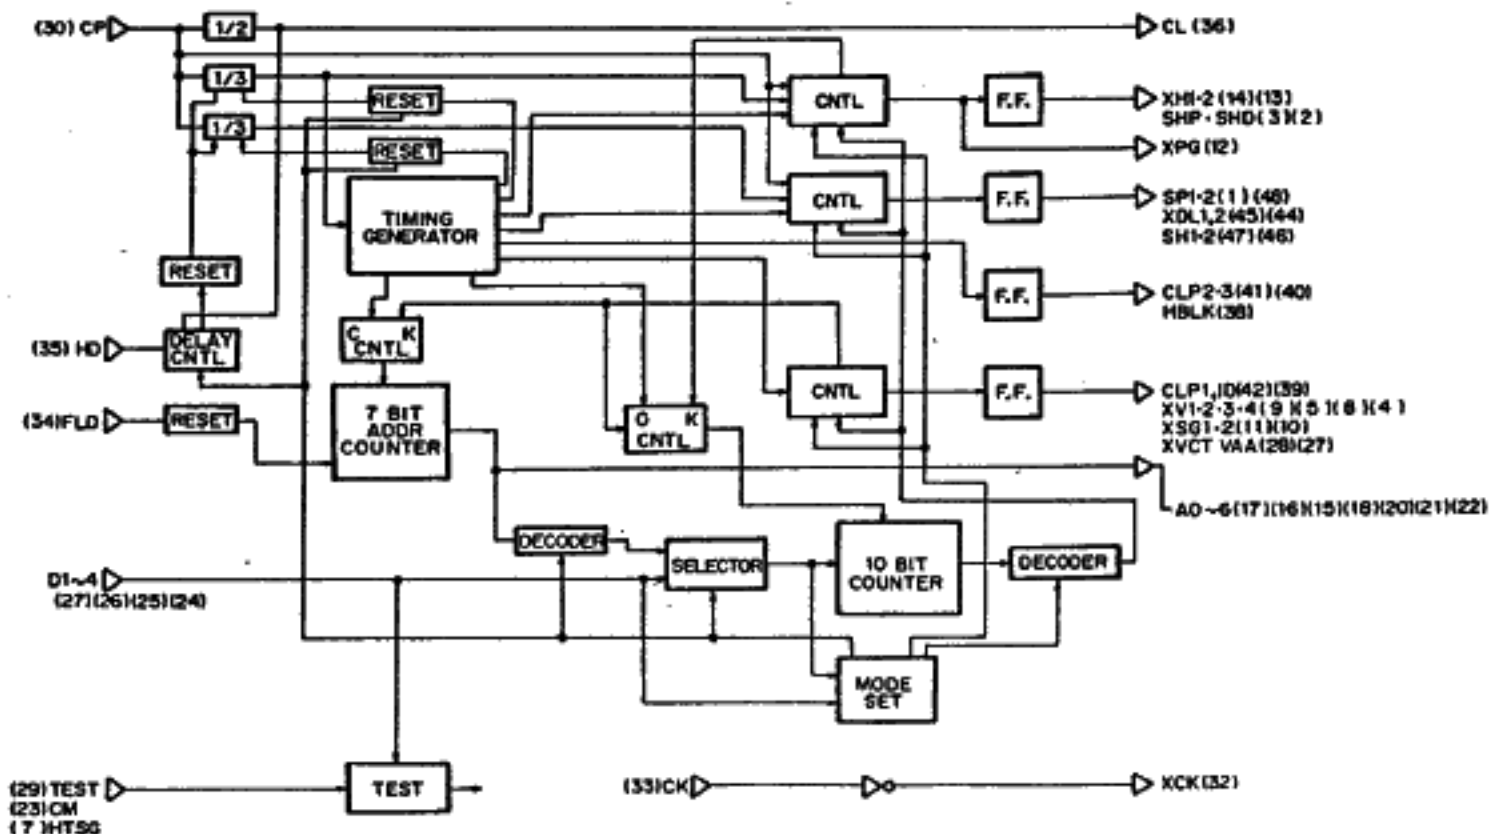 (30) CP
1/2
CL (36)
1/3
RESET
CNTL
F.F.
XH1-2 (14)(13)
SHP - SHD(3)(2)
1/3
RESET
XPG (12)
TIMING
GENERATOR
CNTL
F.F.
SP1-2(1)(48)
XDL1,2(45)(44)
SH1-2(47)(46)
RESET
F.F.
CLP2-3(41)(40)
HBLK(38)
(35) HD
DELAY
CNTL
C K
CNTL
CNTL
F.F.
CLP1,ID(42)(39)
XV1-2-3-4(9)(5)(8)(4)
XSG1-2(11)(10)
XVCT VAA(28)(27)
(34)FLD
RESET
7 BIT
ADDR
COUNTER
G K
CNTL
A0~6(17)(16)(15)(18)(20)(21)(22)
DECODER
SELECTOR
10 BIT
COUNTER
DECODER
D1~4
(27)(26)(25)(24)
MODE
SET
(29)TEST
(23)CM
(7)HTSG
TEST
(33)CK
XCK(32)